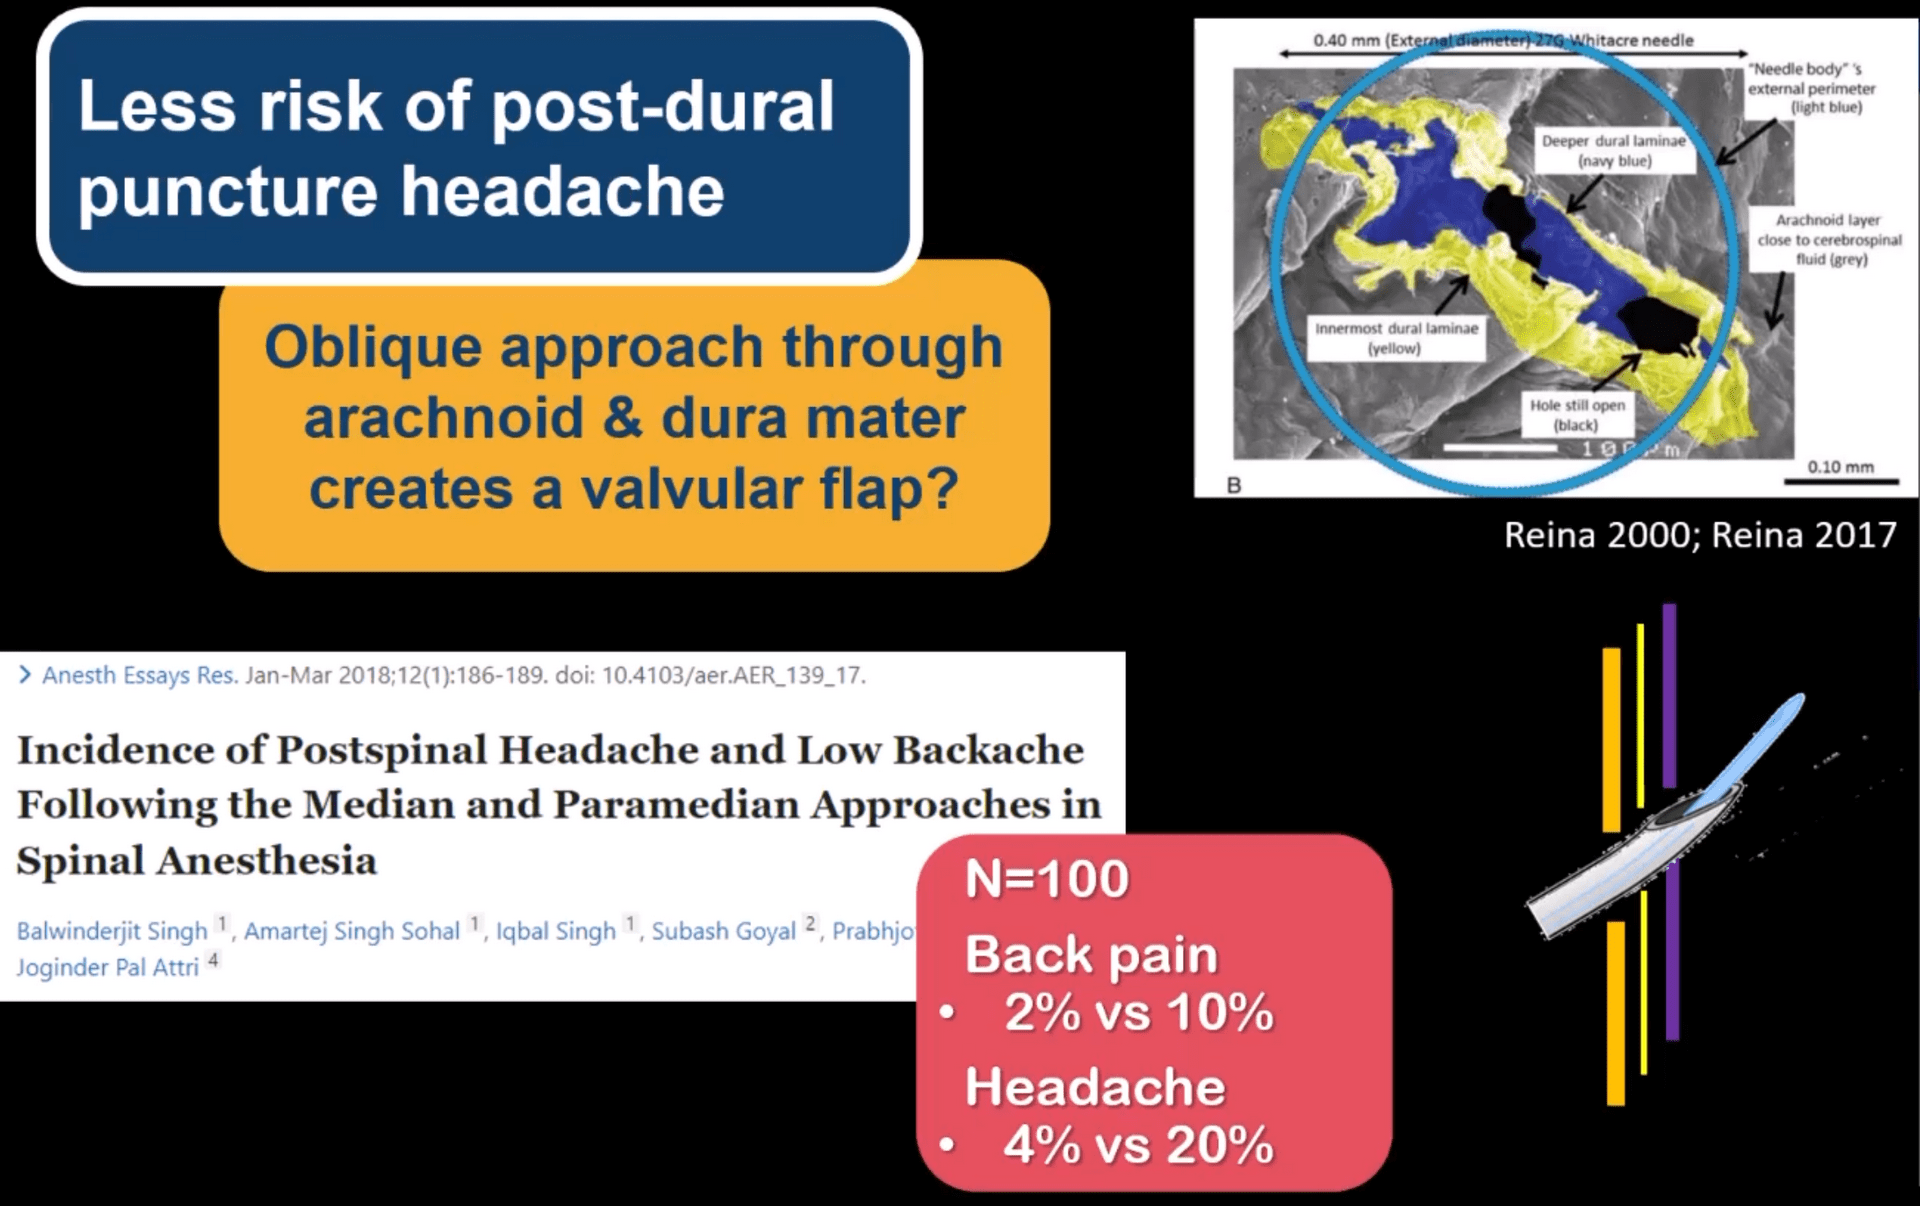 Less risk of post-dural
puncture headache
Oblique approach through
arachnoid & dura mater
creates a valvular flap?
0.40 mm (External diameter) 27G Whitacre needle
"Needle body" 's
external perimeter
(light blue)
Deeper dural laminae
(navy blue)
Arachnoid layer
close to cerebrospinal
fluid (grey)
Innermost dural laminae
(yellow)
Hole still open
(black)
0.10 mm
B
Reina 2000; Reina 2017
> Anesth Essays Res. Jan-Mar 2018;12(1):186-189. doi: 10.4103/aer.AER_139_17.
Incidence of Postspinal Headache and Low Backache
Following the Median and Paramedian Approaches in
Spinal Anesthesia
Balwinderjit Singh 1, Amartej Singh Sohal 1, Iqbal Singh 1, Subash Goyal 2, Prabhjo
Joginder Pal Attri 4
N=100
Back pain
• 2% vs 10%
Headache
• 4% vs 20%